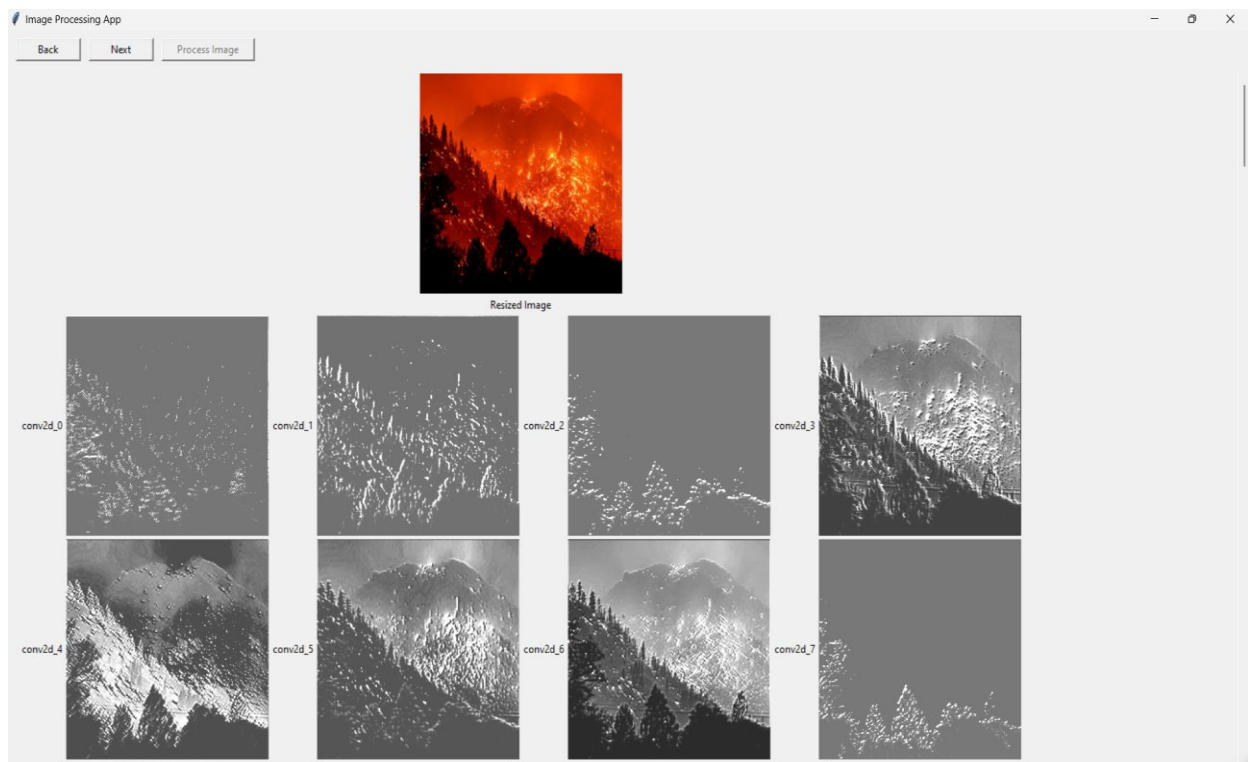 Image Processing App
Back Next Process Image
Resized Image
conv2d_0 conv2d_1 conv2d_2 conv2d_3
conv2d_4 conv2d_5 conv2d_6 conv2d_7